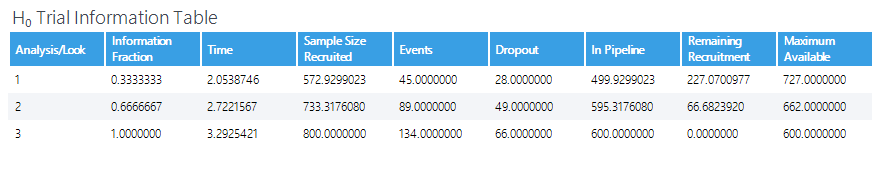 H₀ Trial Information Table
Analysis/Look Information Fraction Time Sample Size Recruited Events Dropout In Pipeline Remaining Recruitment Maximum Available
1 0.3333333 2.0538746 572.9299023 45.0000000 28.0000000 499.9299023 227.0700977 727.0000000
2 0.6666667 2.7221567 733.3176080 89.0000000 49.0000000 595.3176080 66.6823920 662.0000000
3 1.0000000 3.2925421 800.0000000 134.0000000 66.0000000 600.0000000 0.0000000 600.0000000